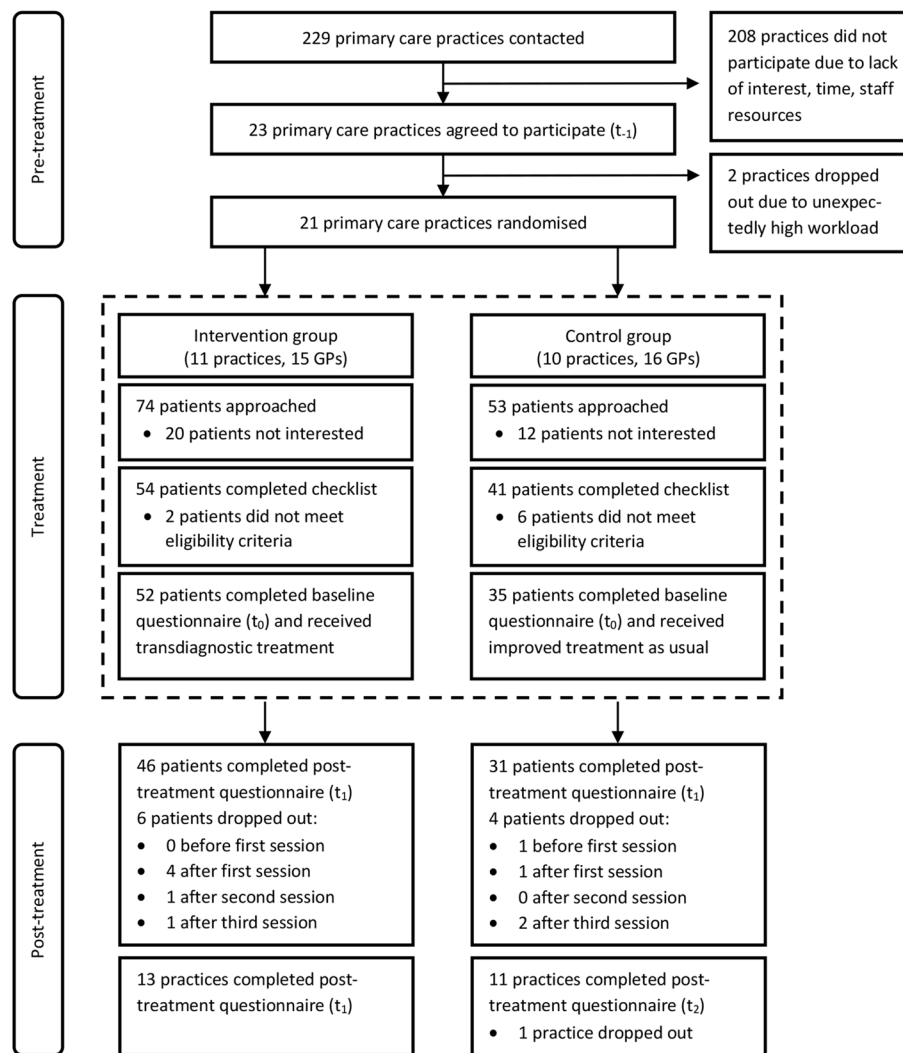 Pre-treatment
229 primary care practices contacted
208 practices did not
participate due to lack
of interest, time, staff
resources
23 primary care practices agreed to participate (t-1)
2 practices dropped
out due to unexpec-
tedly high workload
21 primary care practices randomised
Treatment
Intervention group
(11 practices, 15 GPs)
74 patients approached
• 20 patients not interested
54 patients completed checklist
• 2 patients did not meet
eligibility criteria
52 patients completed baseline
questionnaire (t0) and received
transdiagnostic treatment
Control group
(10 practices, 16 GPs)
53 patients approached
• 12 patients not interested
41 patients completed checklist
• 6 patients did not meet
eligibility criteria
35 patients completed baseline
questionnaire (t0) and received
improved treatment as usual
Post-treatment
46 patients completed post-
treatment questionnaire (t1)
6 patients dropped out:
• 0 before first session
• 4 after first session
• 1 after second session
• 1 after third session
13 practices completed post-
treatment questionnaire (t1)
31 patients completed post-
treatment questionnaire (t1)
4 patients dropped out:
• 1 before first session
• 1 after first session
• 0 after second session
• 2 after third session
11 practices completed post-
treatment questionnaire (t2)
• 1 practice dropped out